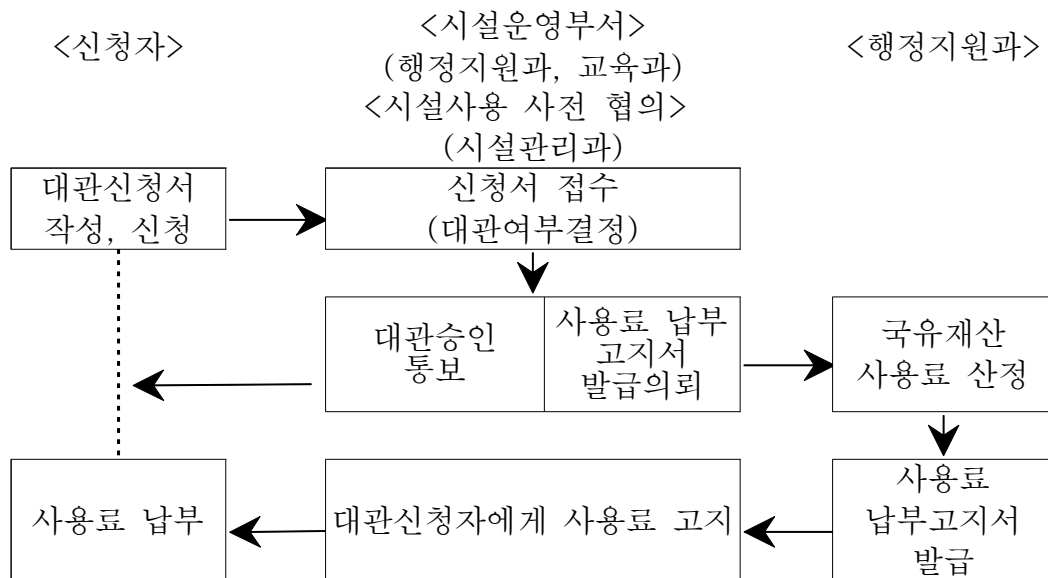 <신청자>
<시설운영부서>
(행정지원과, 교육과)
<시설사용 사전 협의>
(시설관리과)
<행정지원과>
대관신청서
작성, 신청
신청서 접수
(대관여부결정)
대관승인
통보
사용료 납부
고지서
발급의뢰
국유재산
사용료 산정
사용료 납부
대관신청자에게 사용료 고지
사용료
납부고지서
발급